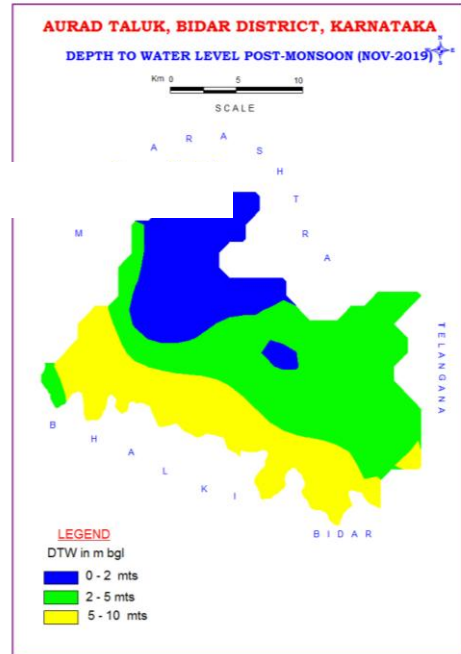 AURAD TALUK, BIDAR DISTRICT, KARNATAKA
DEPTH TO WATER LEVEL POST-MONSOON (NOV-2019)
N
W E
S
Km 0 5 10
SCALE
M A R A S H T R A
TELANGANA
B H A L K I
BIDAR
LEGEND
DTW in m bgl
0 - 2 mts
2 - 5 mts
5 - 10 mts